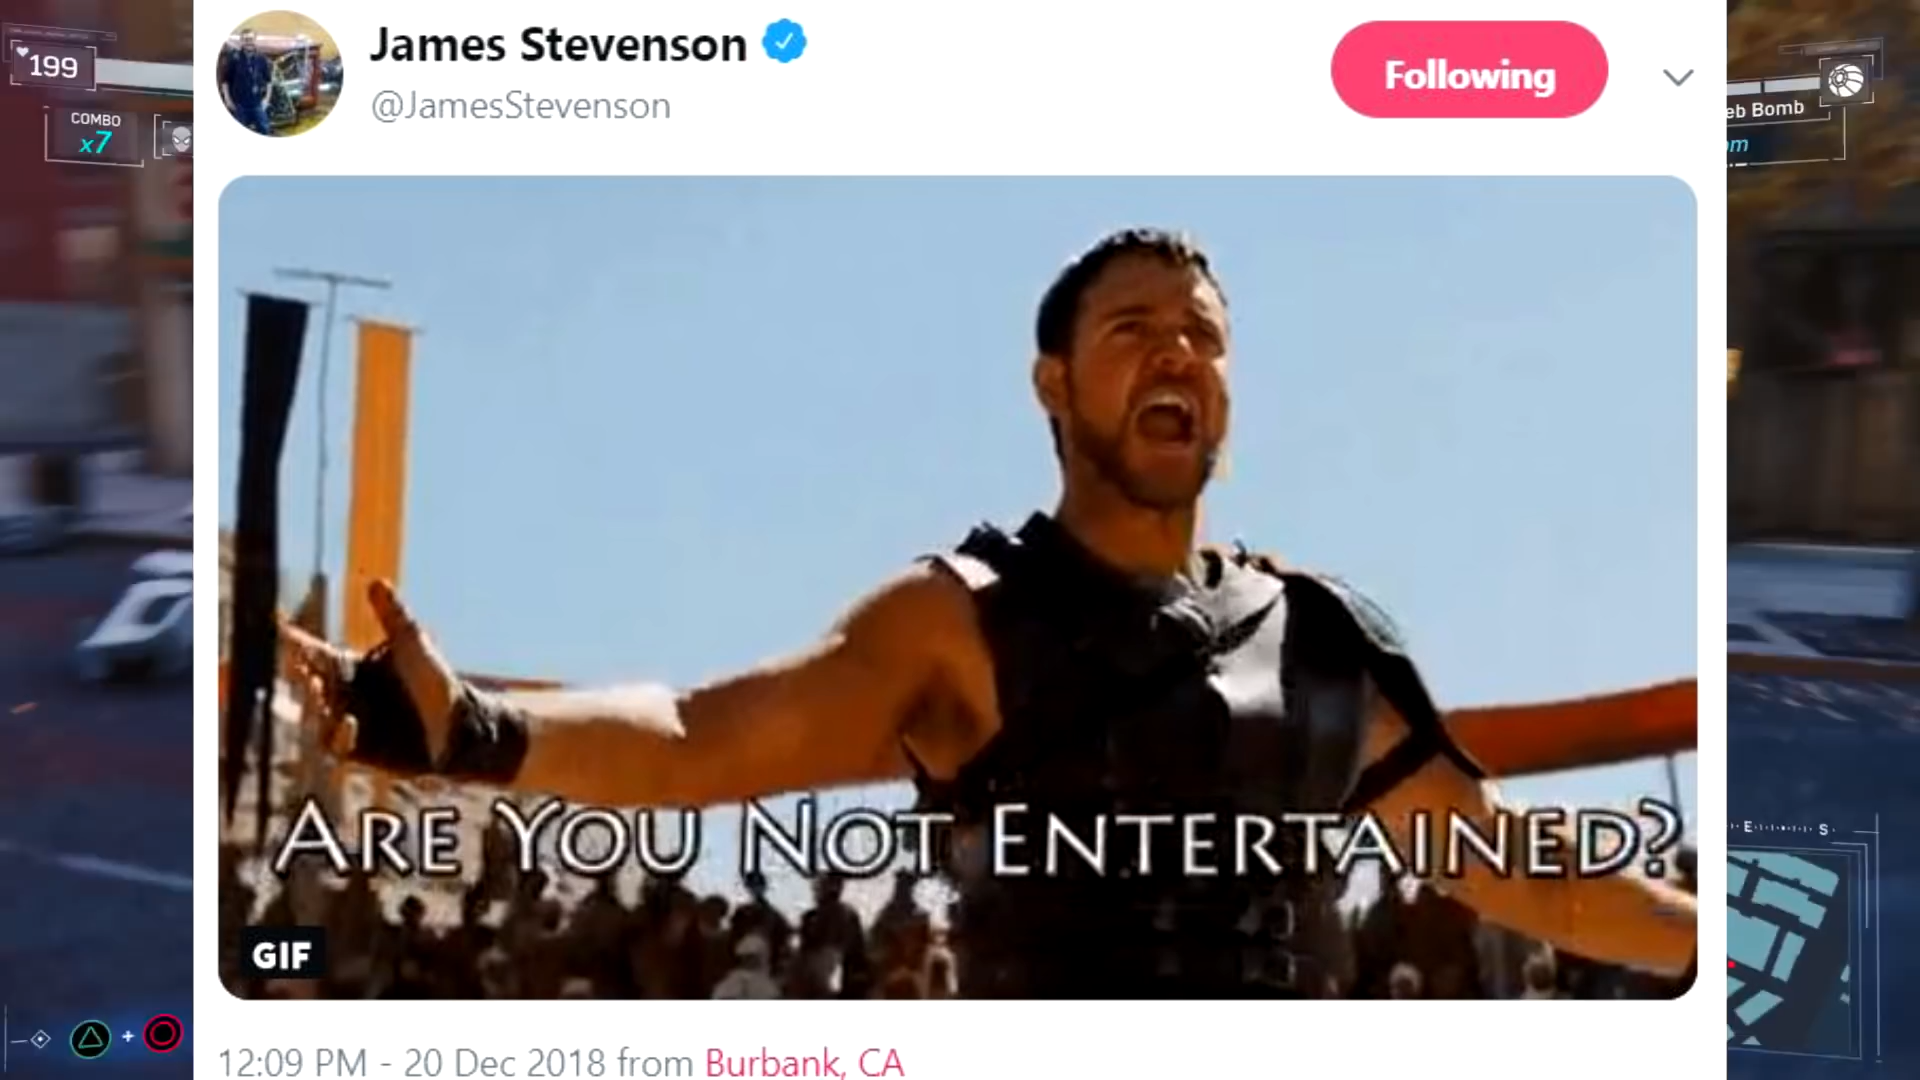 James Stevenson
@JamesStevenson
Following
199
COMBO
x7
eb Bomb
ARE YOU NOT ENTERTAINED?
GIF
E
S
+
12:09 PM - 20 Dec 2018 from Burbank, CA